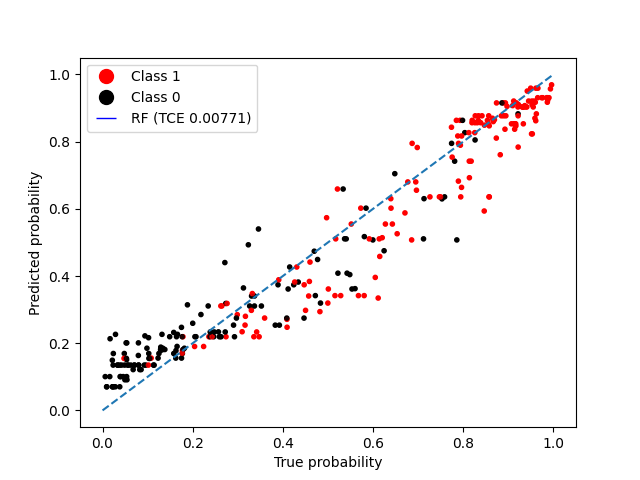 Class 1
Class 0
RF (TCE 0.00771)
1.0
0.8
0.6
0.4
0.2
0.0
Predicted probability
0.0 0.2 0.4 0.6 0.8 1.0
True probability